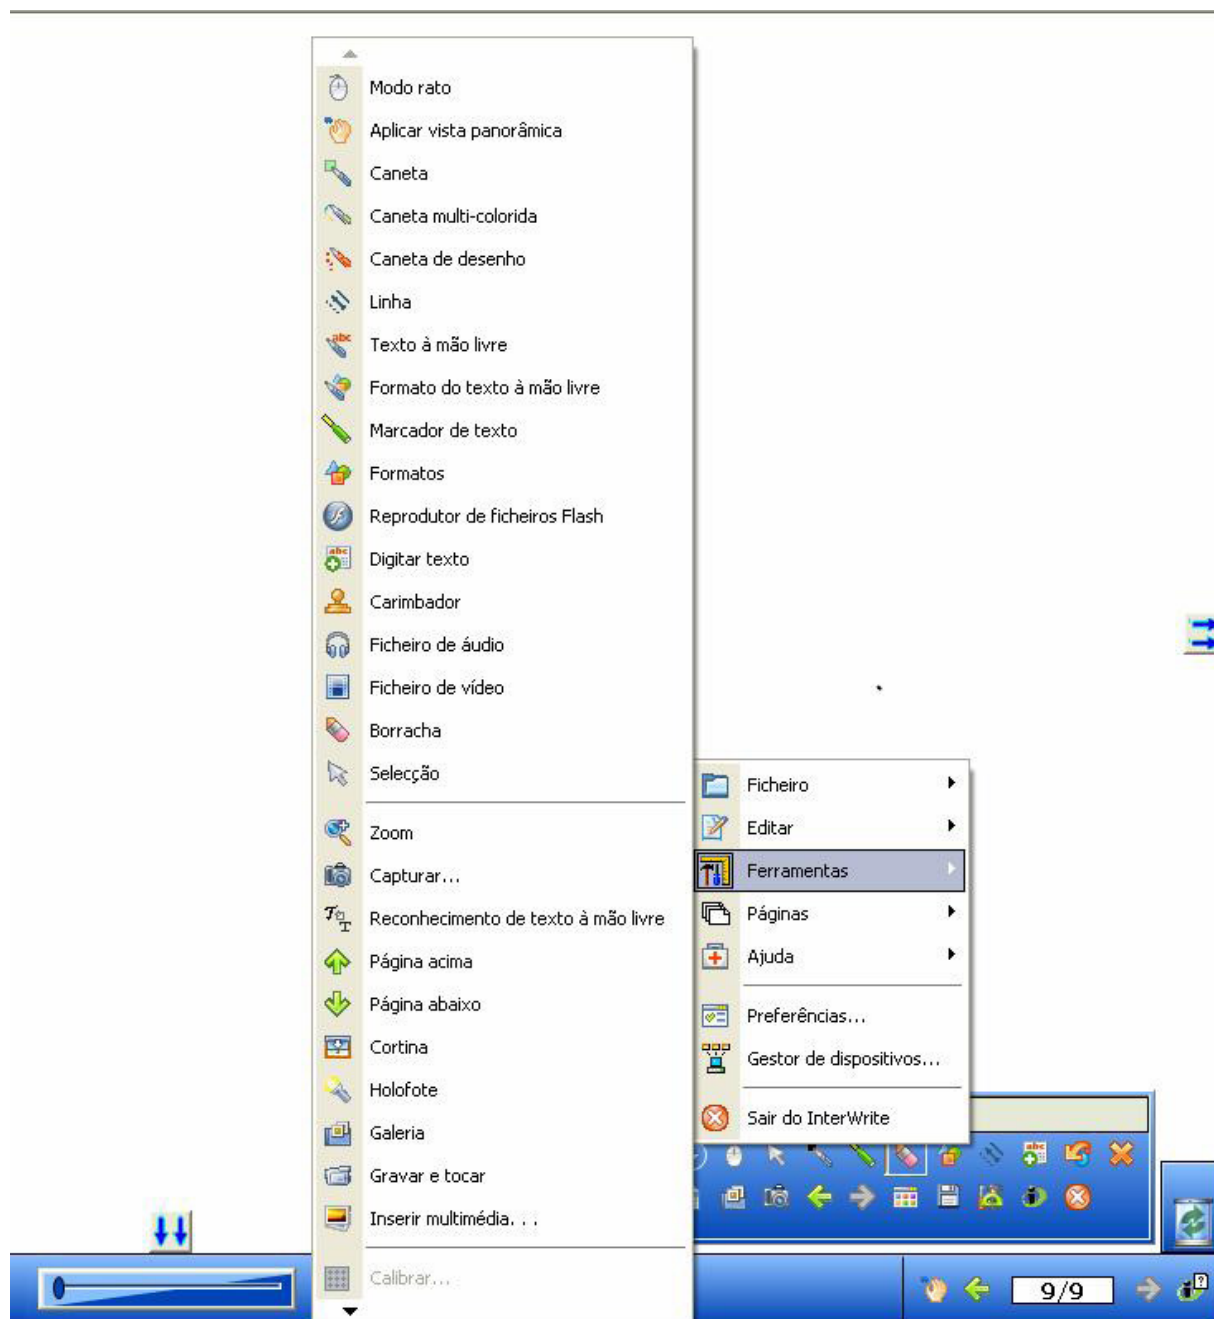 Modo rato
Aplicar vista panorâmica
Caneta
Caneta multi-colorida
Caneta de desenho
Linha
Texto à mão livre
Formato do texto à mão livre
Marcador de texto
Formatos
Reprodutor de ficheiros Flash
Digitar texto
Carimbador
Ficheiro de áudio
Ficheiro de vídeo
Borracha
Selecção
Zoom
Capturar...
Reconhecimento de texto à mão livre
Página acima
Página abaixo
Cortina
Holofote
Galeria
Gravar e tocar
Inserir multimédia. . .
Calibrar...
Ficheiro
Editar
Ferramentas
Páginas
Ajuda
Preferências...
Gestor de dispositivos...
Sair do InterWrite
9/9